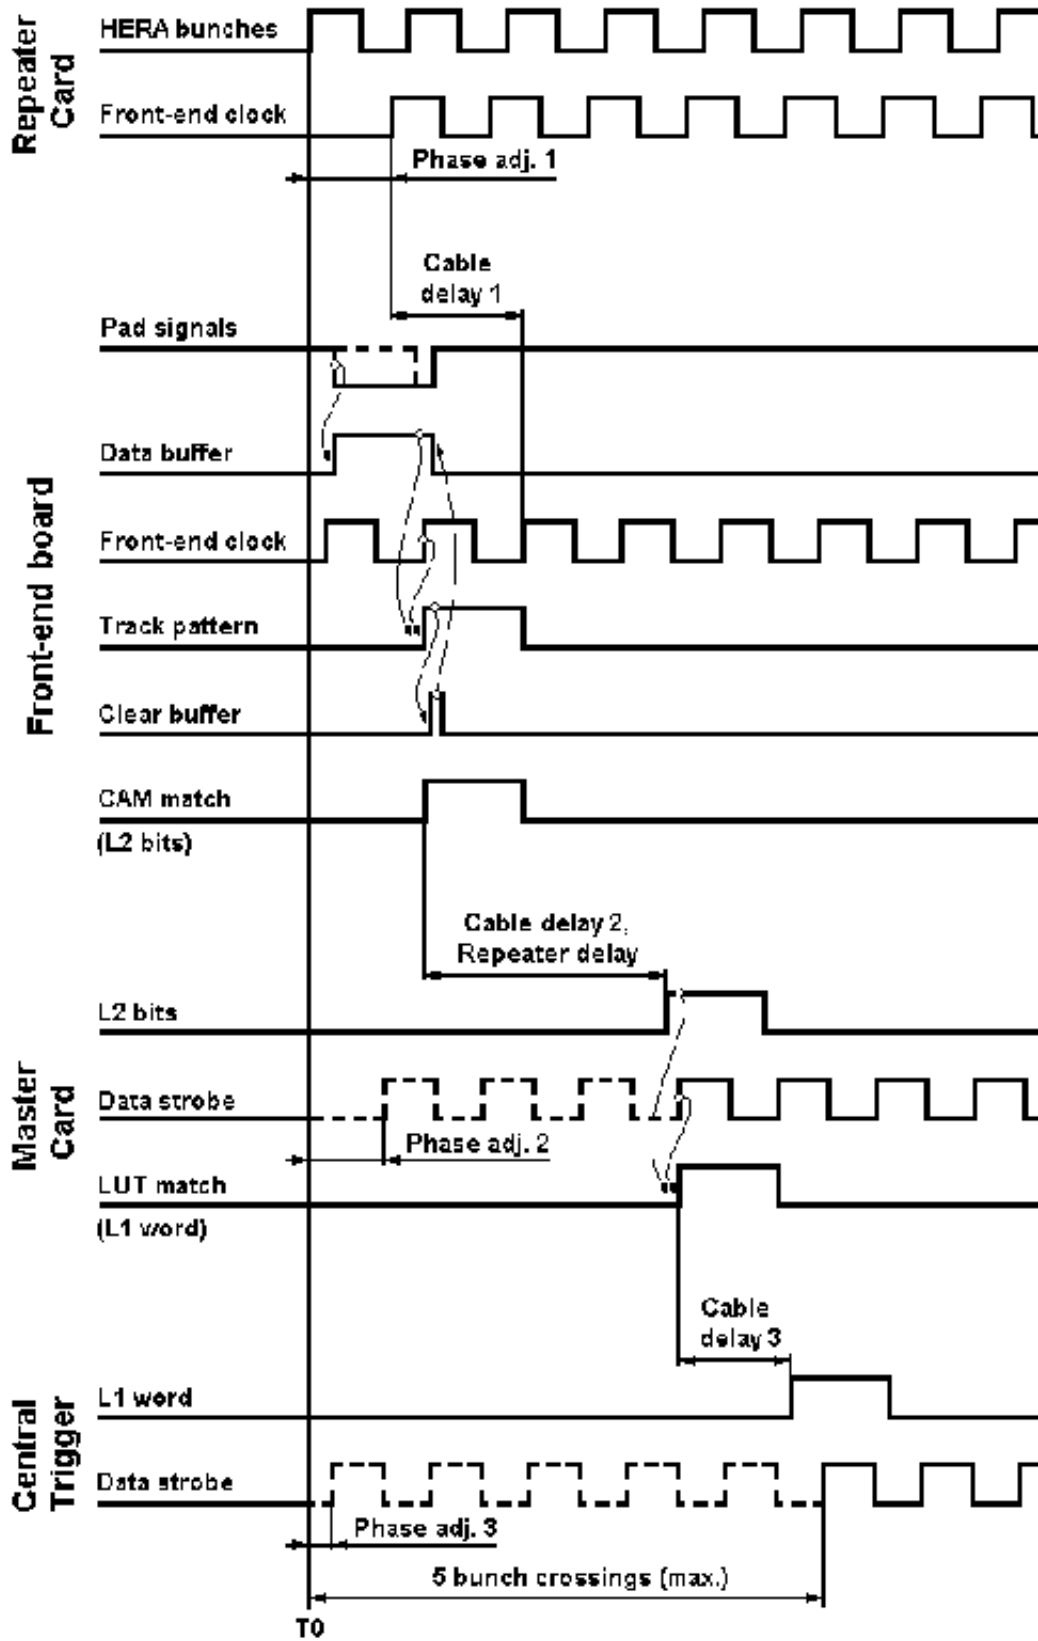 Repeater
Card
HERA bunches
Front-end clock
Phase adj. 1
Cable
delay 1
Front-end board
Pad signals
Data buffer
Front-end clock
Track pattern
Clear buffer
CAM match
(L2 bits)
Cable delay 2,
Repeater delay
Master
Card
L2 bits
Data strobe
Phase adj. 2
LUT match
(L1 word)
Cable
delay 3
Central
Trigger
L1 word
Data strobe
Phase adj. 3
5 bunch crossings (max.)
T0